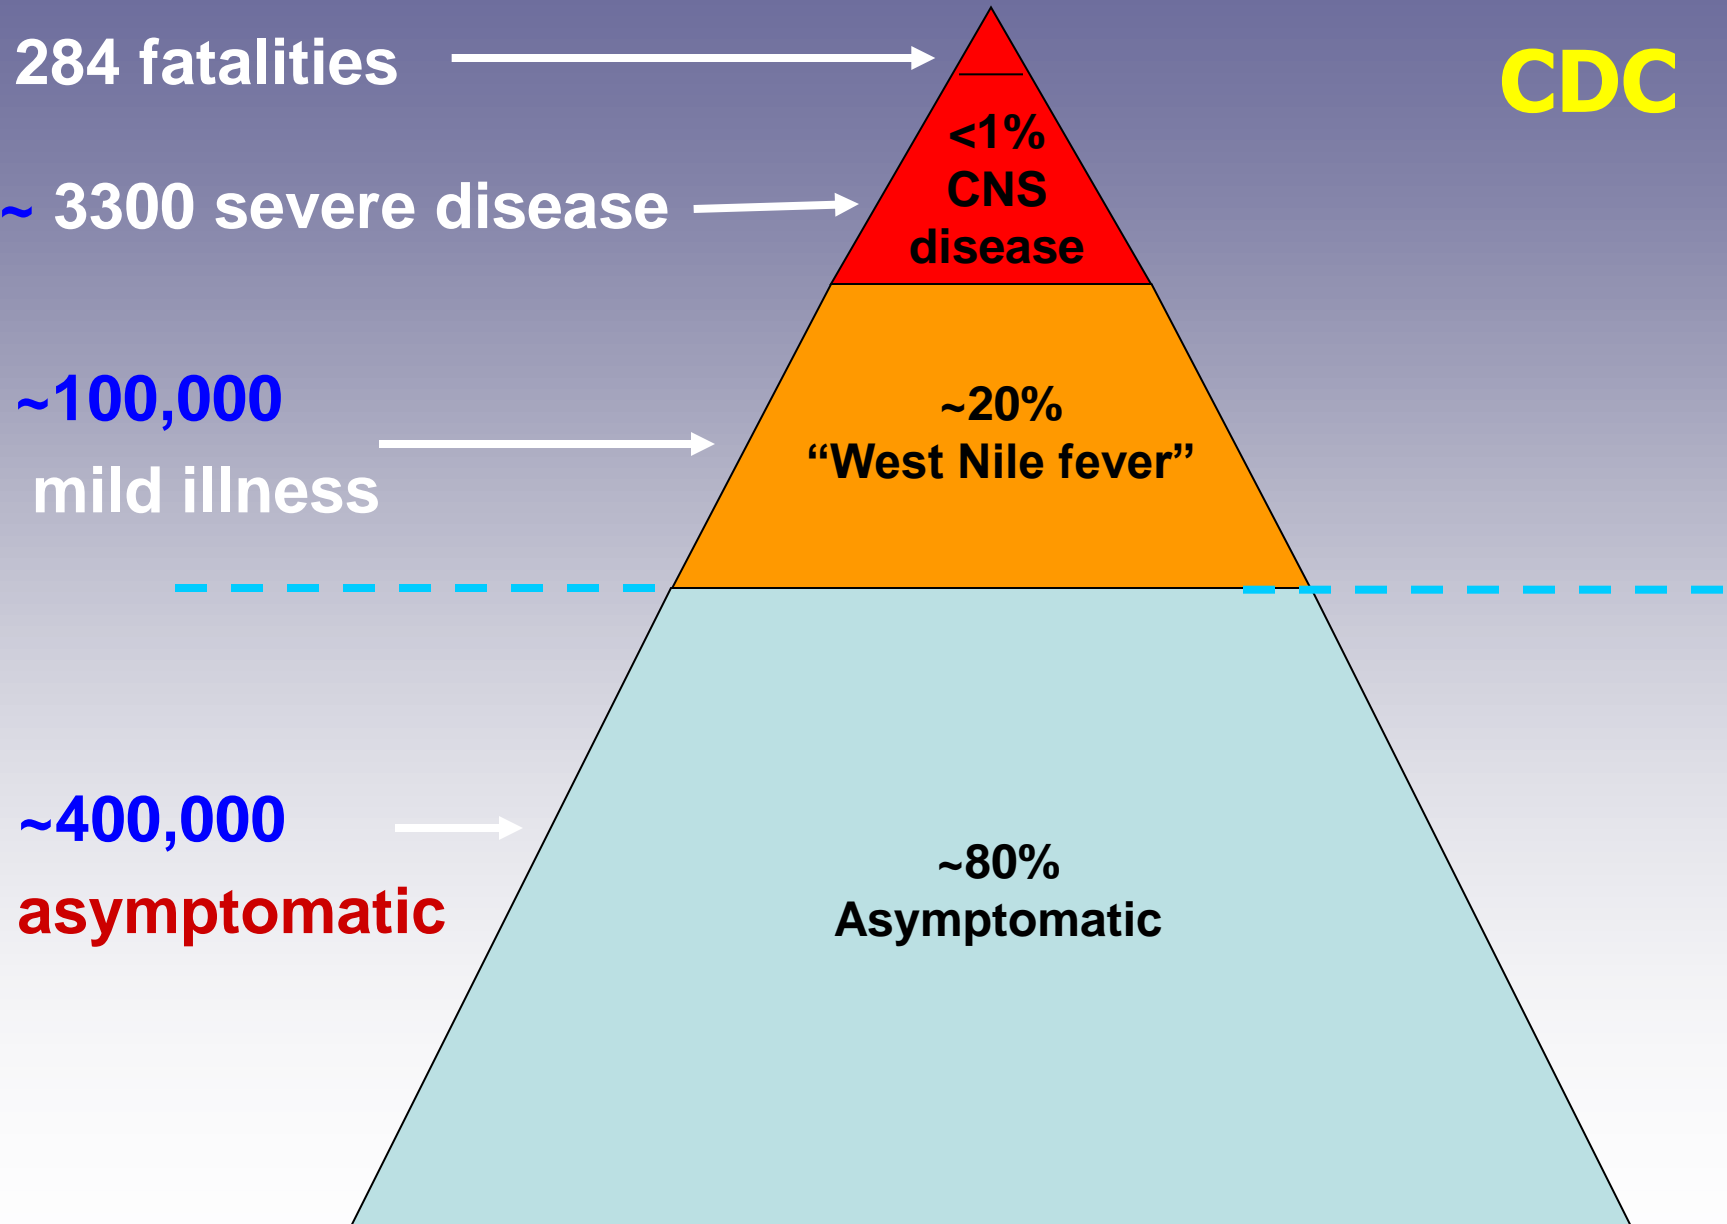 284 fatalities
CDC
<1%
CNS
disease
~ 3300 severe disease
~100,000
mild illness
~20%
“West Nile fever”
~400,000
asymptomatic
~80%
Asymptomatic